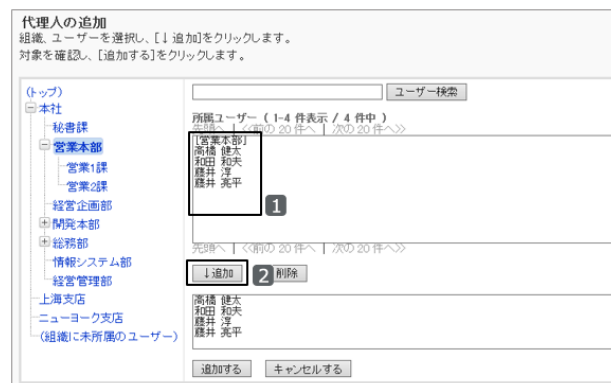 代理人の追加
組織、ユーザーを選択し、[↓追加]をクリックします。
対象を確認し、[追加する]をクリックします。
(トップ)
本社
秘書課
営業本部
営業1課
営業2課
経営企画部
開発本部
総務部
情報システム部
経営管理部
上海支店
ニューヨーク支店
(組織に未所属のユーザー)
ユーザー検索
所属ユーザー ( 1-4 件表示 / 4 件中 )
先頭へ | <<前の 20 件へ | 次の 20 件へ>>
[営業本部]
高橋 健太
和田 和夫
藤井 淳
藤井 亮平
1
先頭へ | <<前の 20 件へ | 次の 20 件へ>>
↓追加
2
削除
高橋 健太
和田 和夫
藤井 淳
藤井 亮平
追加する
キャンセルする